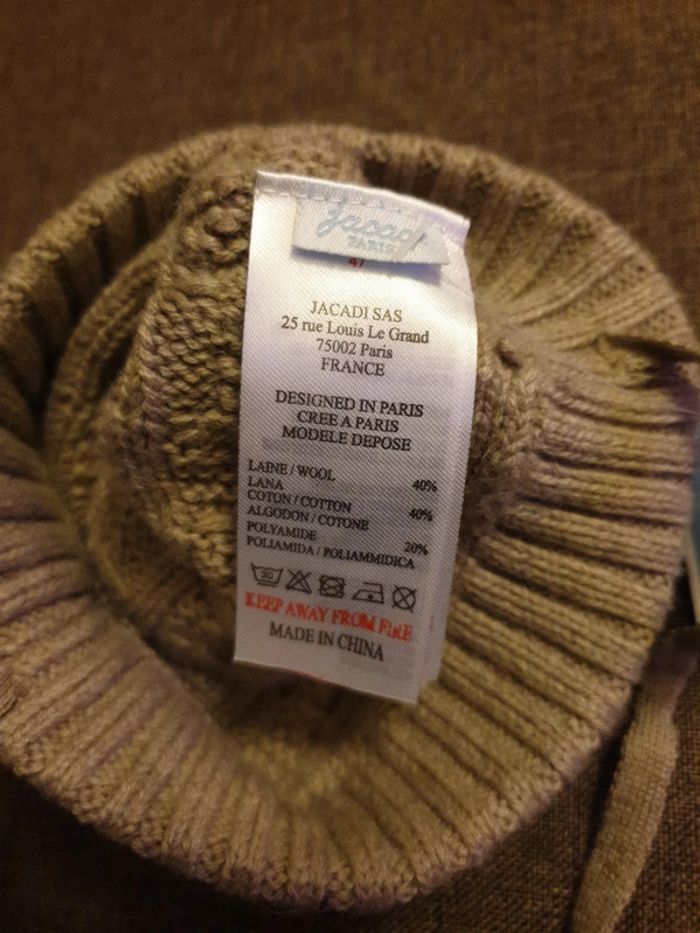 Jacadi
PARIS
47
JACADI SAS
25 rue Louis Le Grand
75002 Paris
FRANCE
DESIGNED IN PARIS
CREE A PARIS
MODELE DEPOSE
LAINE / WOOL 40%
LANA
COTON / COTTON 40%
ALGODON / COTONE
POLYAMIDE 20%
POLIAMIDA / POLIAMMIDICA
30
KEEP AWAY FROM FIRE
MADE IN CHINA